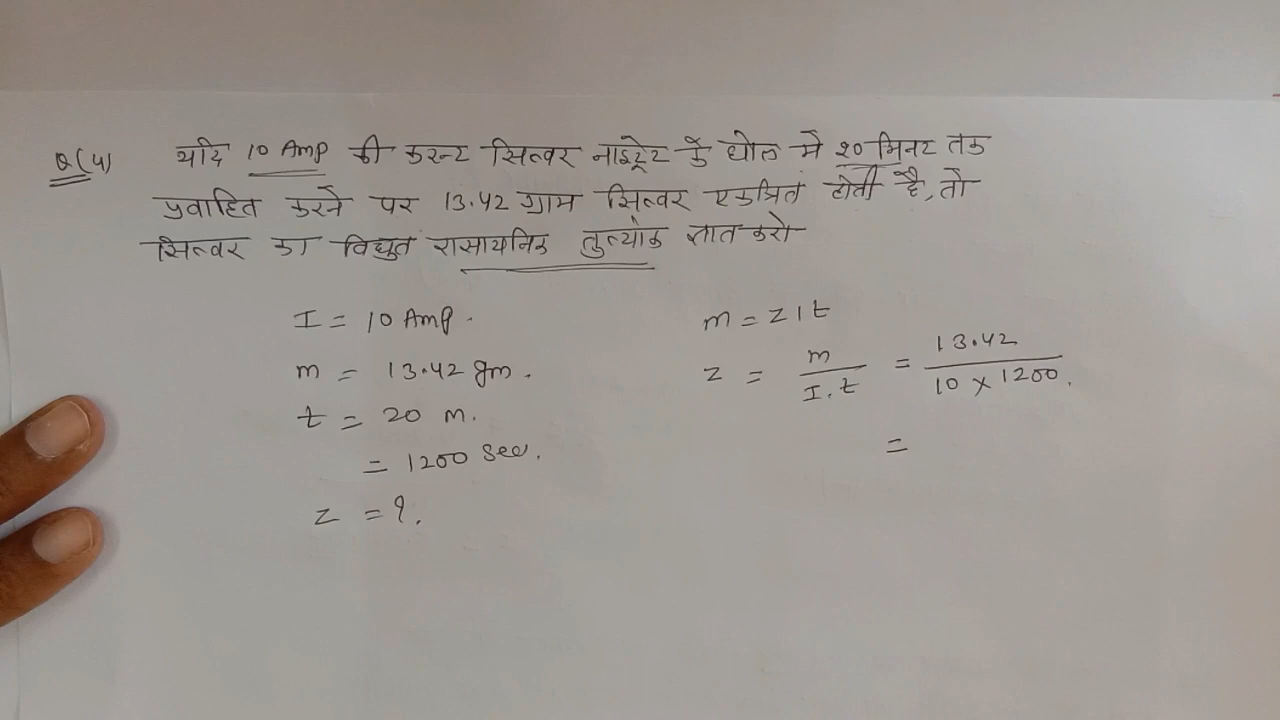 Q(4) यदि 10 Amp की करन्ट सिल्वर नाइट्रेट के घोल मे २० मिनट तक
प्रवाहित करने पर 13.42 ग्राम सिल्वर एकत्रित होती है, तो
सिल्वर का विद्युत रासायनिक तुल्यांक ज्ञात करो
I = 10 Amp.
m = 13.42 gm.
t = 20 m.
= 1200 sec.
z = ?.
m = z I t
z = m / I.t = 13.42 / 10 × 1200.
=